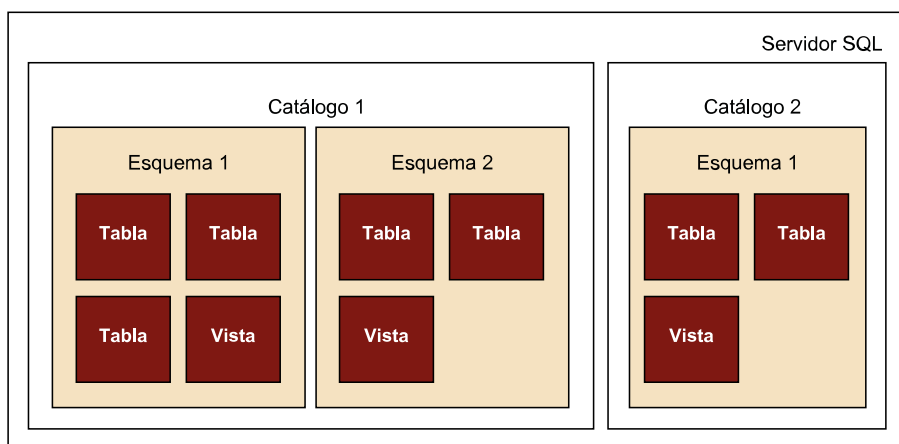 Servidor SQL
Catálogo 1
Esquema 1
Tabla
Tabla
Tabla
Vista
Esquema 2
Tabla
Tabla
Vista
Catálogo 2
Esquema 1
Tabla
Tabla
Vista